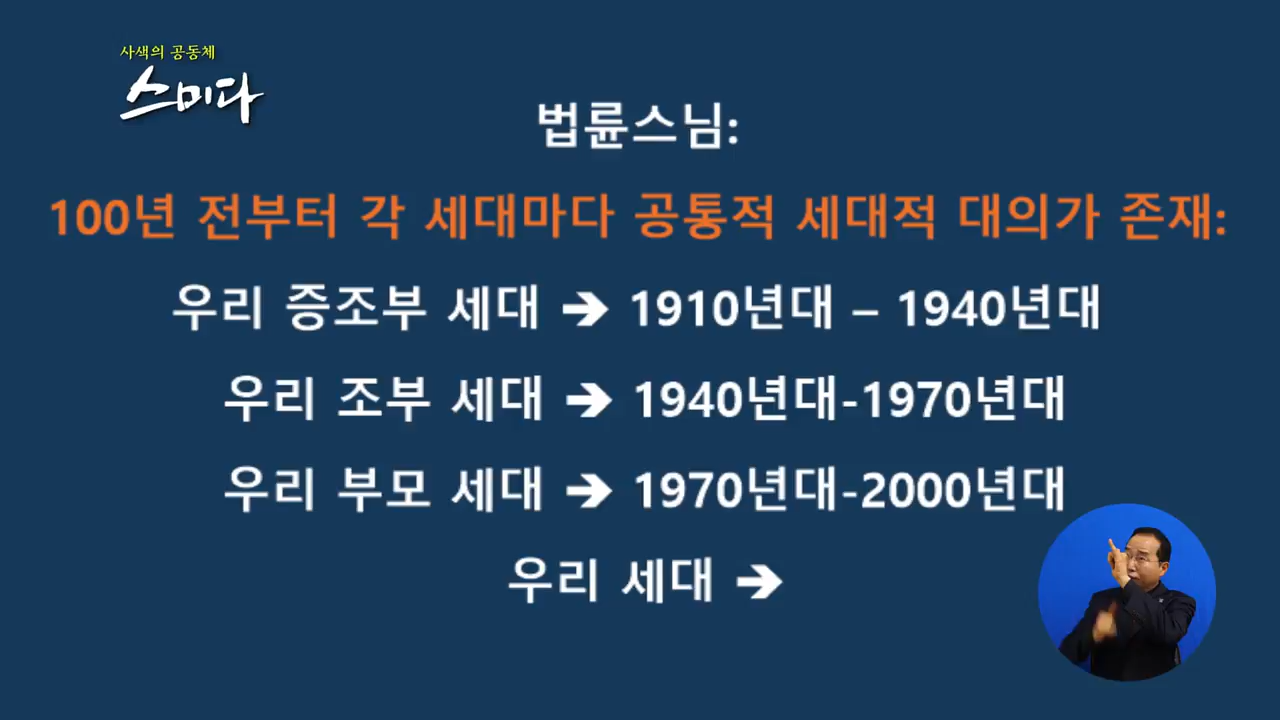 사색의 공동체
스미다
법륜스님:
100년 전부터 각 세대마다 공통적 세대적 대의가 존재:
우리 증조부 세대 ➔ 1910년대 – 1940년대
우리 조부 세대 ➔ 1940년대-1970년대
우리 부모 세대 ➔ 1970년대-2000년대
우리 세대 ➔